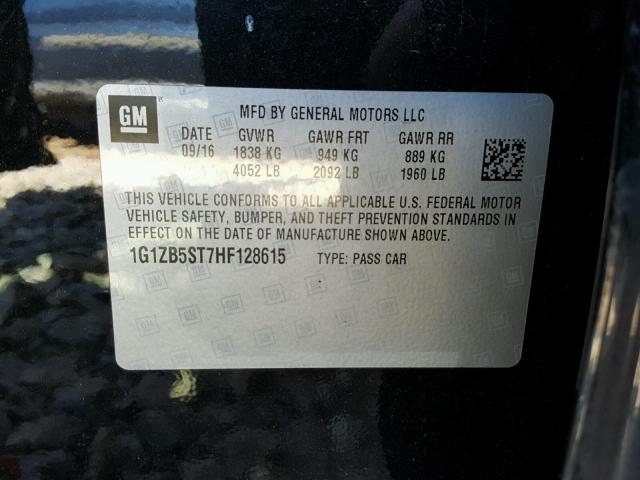 GM
MFD BY GENERAL MOTORS LLC
DATE GVWR GAWR FRT GAWR RR
09/16 1838 KG 949 KG 889 KG
4052 LB 2092 LB 1960 LB
THIS VEHICLE CONFORMS TO ALL APPLICABLE U.S. FEDERAL MOTOR
VEHICLE SAFETY, BUMPER, AND THEFT PREVENTION STANDARDS IN
EFFECT ON THE DATE OF MANUFACTURE SHOWN ABOVE.
1G1ZB5ST7HF128615 TYPE: PASS CAR